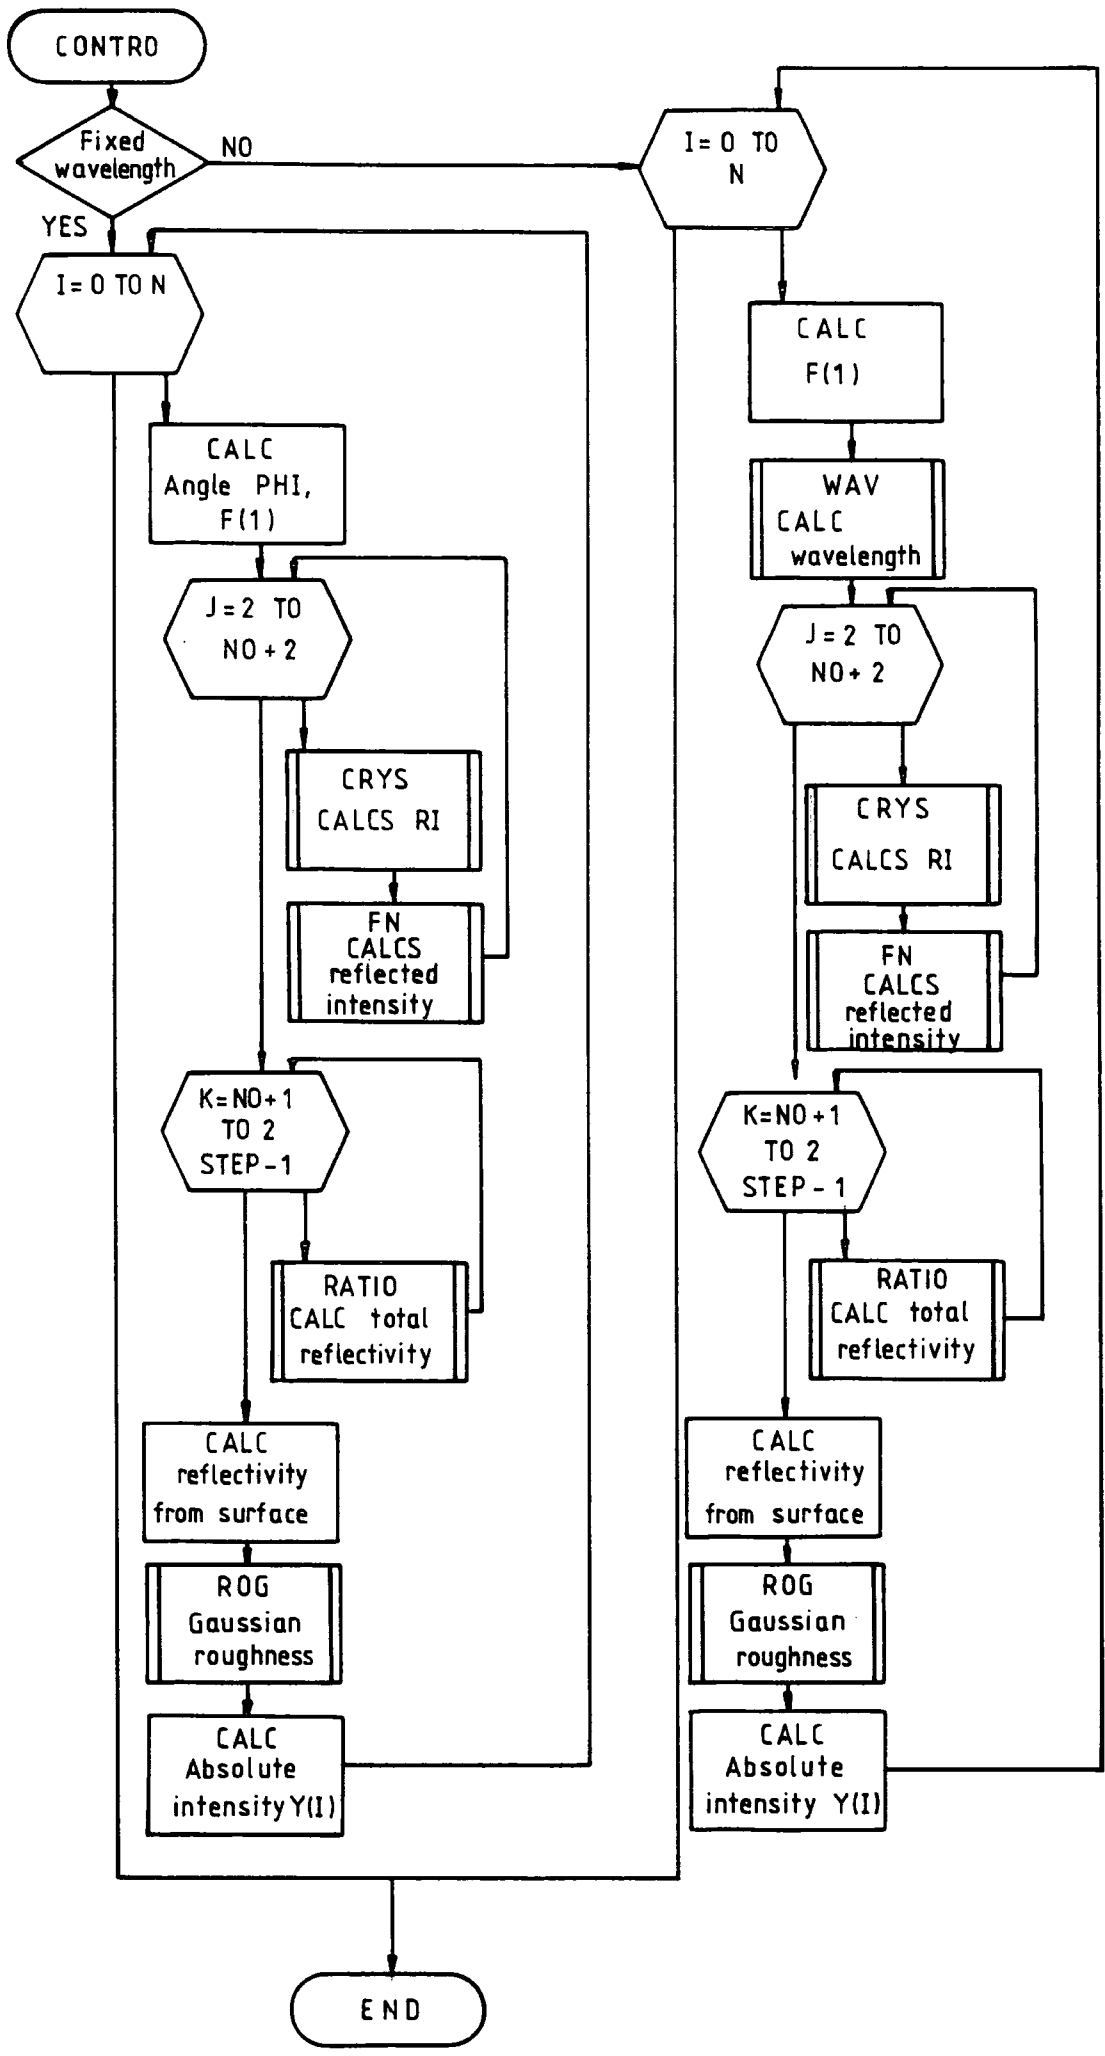 CONTRO
Fixed
wavelength
NO
YES
I=0 TO N
CALC
Angle PHI,
F(1)
J=2 TO
NO+2
CRYS
CALCS RI
FN
CALCS
reflected
intensity
K=NO+1
TO 2
STEP-1
RATIO
CALC total
reflectivity
CALC
reflectivity
from surface
ROG
Gaussian
roughness
CALC
Absolute
intensity Y(I)
I=0 TO
N
CALC
F(1)
WAV
CALC
wavelength
J=2 TO
NO+2
CRYS
CALCS RI
FN
CALCS
reflected
intensity
K=NO+1
TO 2
STEP-1
RATIO
CALC total
reflectivity
CALC
reflectivity
from surface
ROG
Gaussian
roughness
CALC
Absolute
intensity Y(I)
END